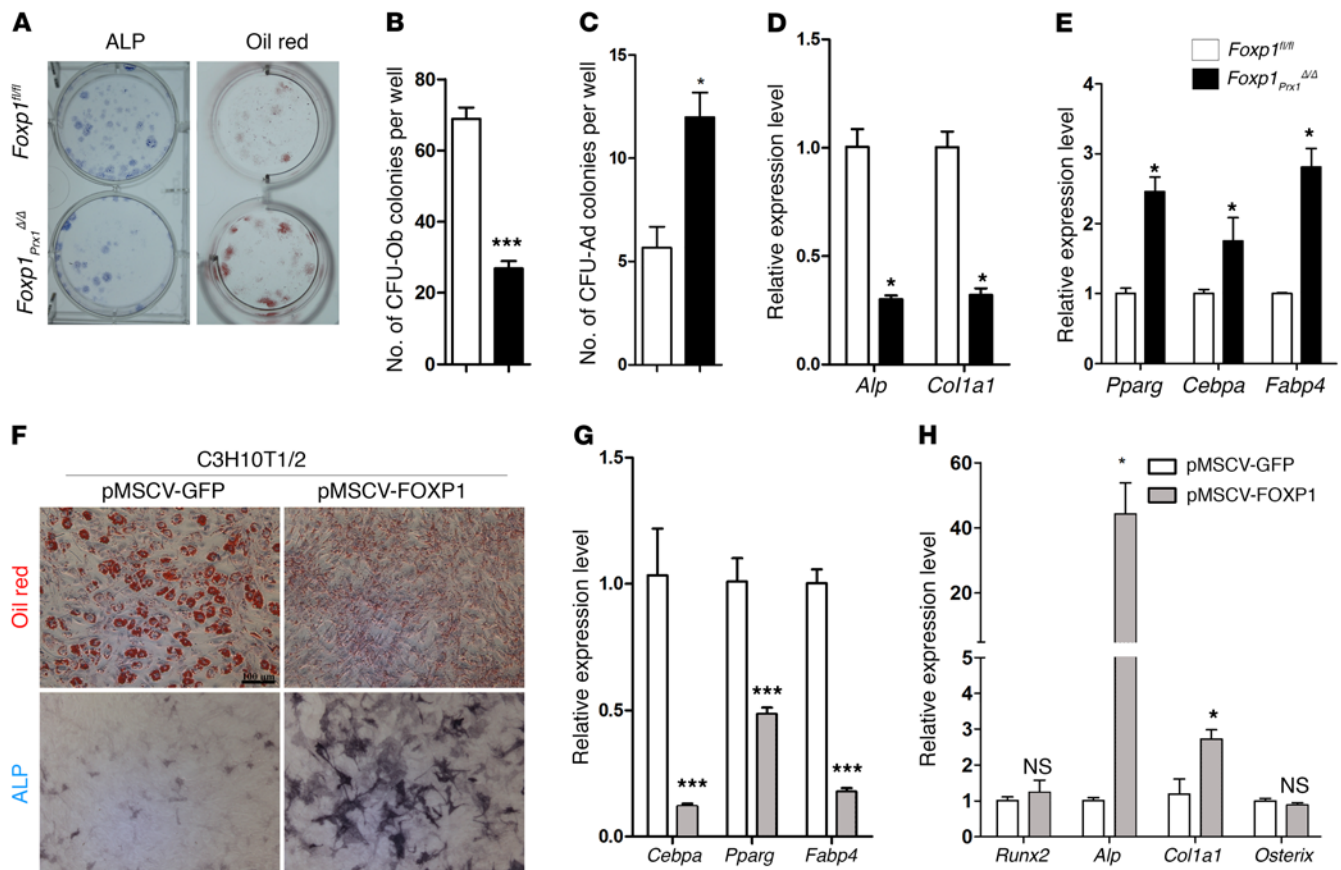 A
ALP
Oil red
Foxp1fl/fl
Foxp1Prx1Δ/Δ
B
No. of CFU-Ob colonies per well
80
60
40
20
0
***
C
No. of CFU-Ad colonies per well
15
10
5
0
*
D
Relative expression level
1.5
1.0
0.5
0.0
*
*
Alp
Col1a1
E
Foxp1fl/fl
Foxp1Prx1Δ/Δ
Relative expression level
4
3
2
1
0
*
*
*
Pparg
Cebpa
Fabp4
F
C3H10T1/2
pMSCV-GFP
pMSCV-FOXP1
Oil red
100 μm
ALP
G
Relative expression level
1.5
1.0
0.5
0.0
***
***
***
Cebpa
Pparg
Fabp4
H
pMSCV-GFP
pMSCV-FOXP1
Relative expression level
60
40
20
5
4
3
2
1
0
NS
*
*
NS
Runx2
Alp
Col1a1
Osterix